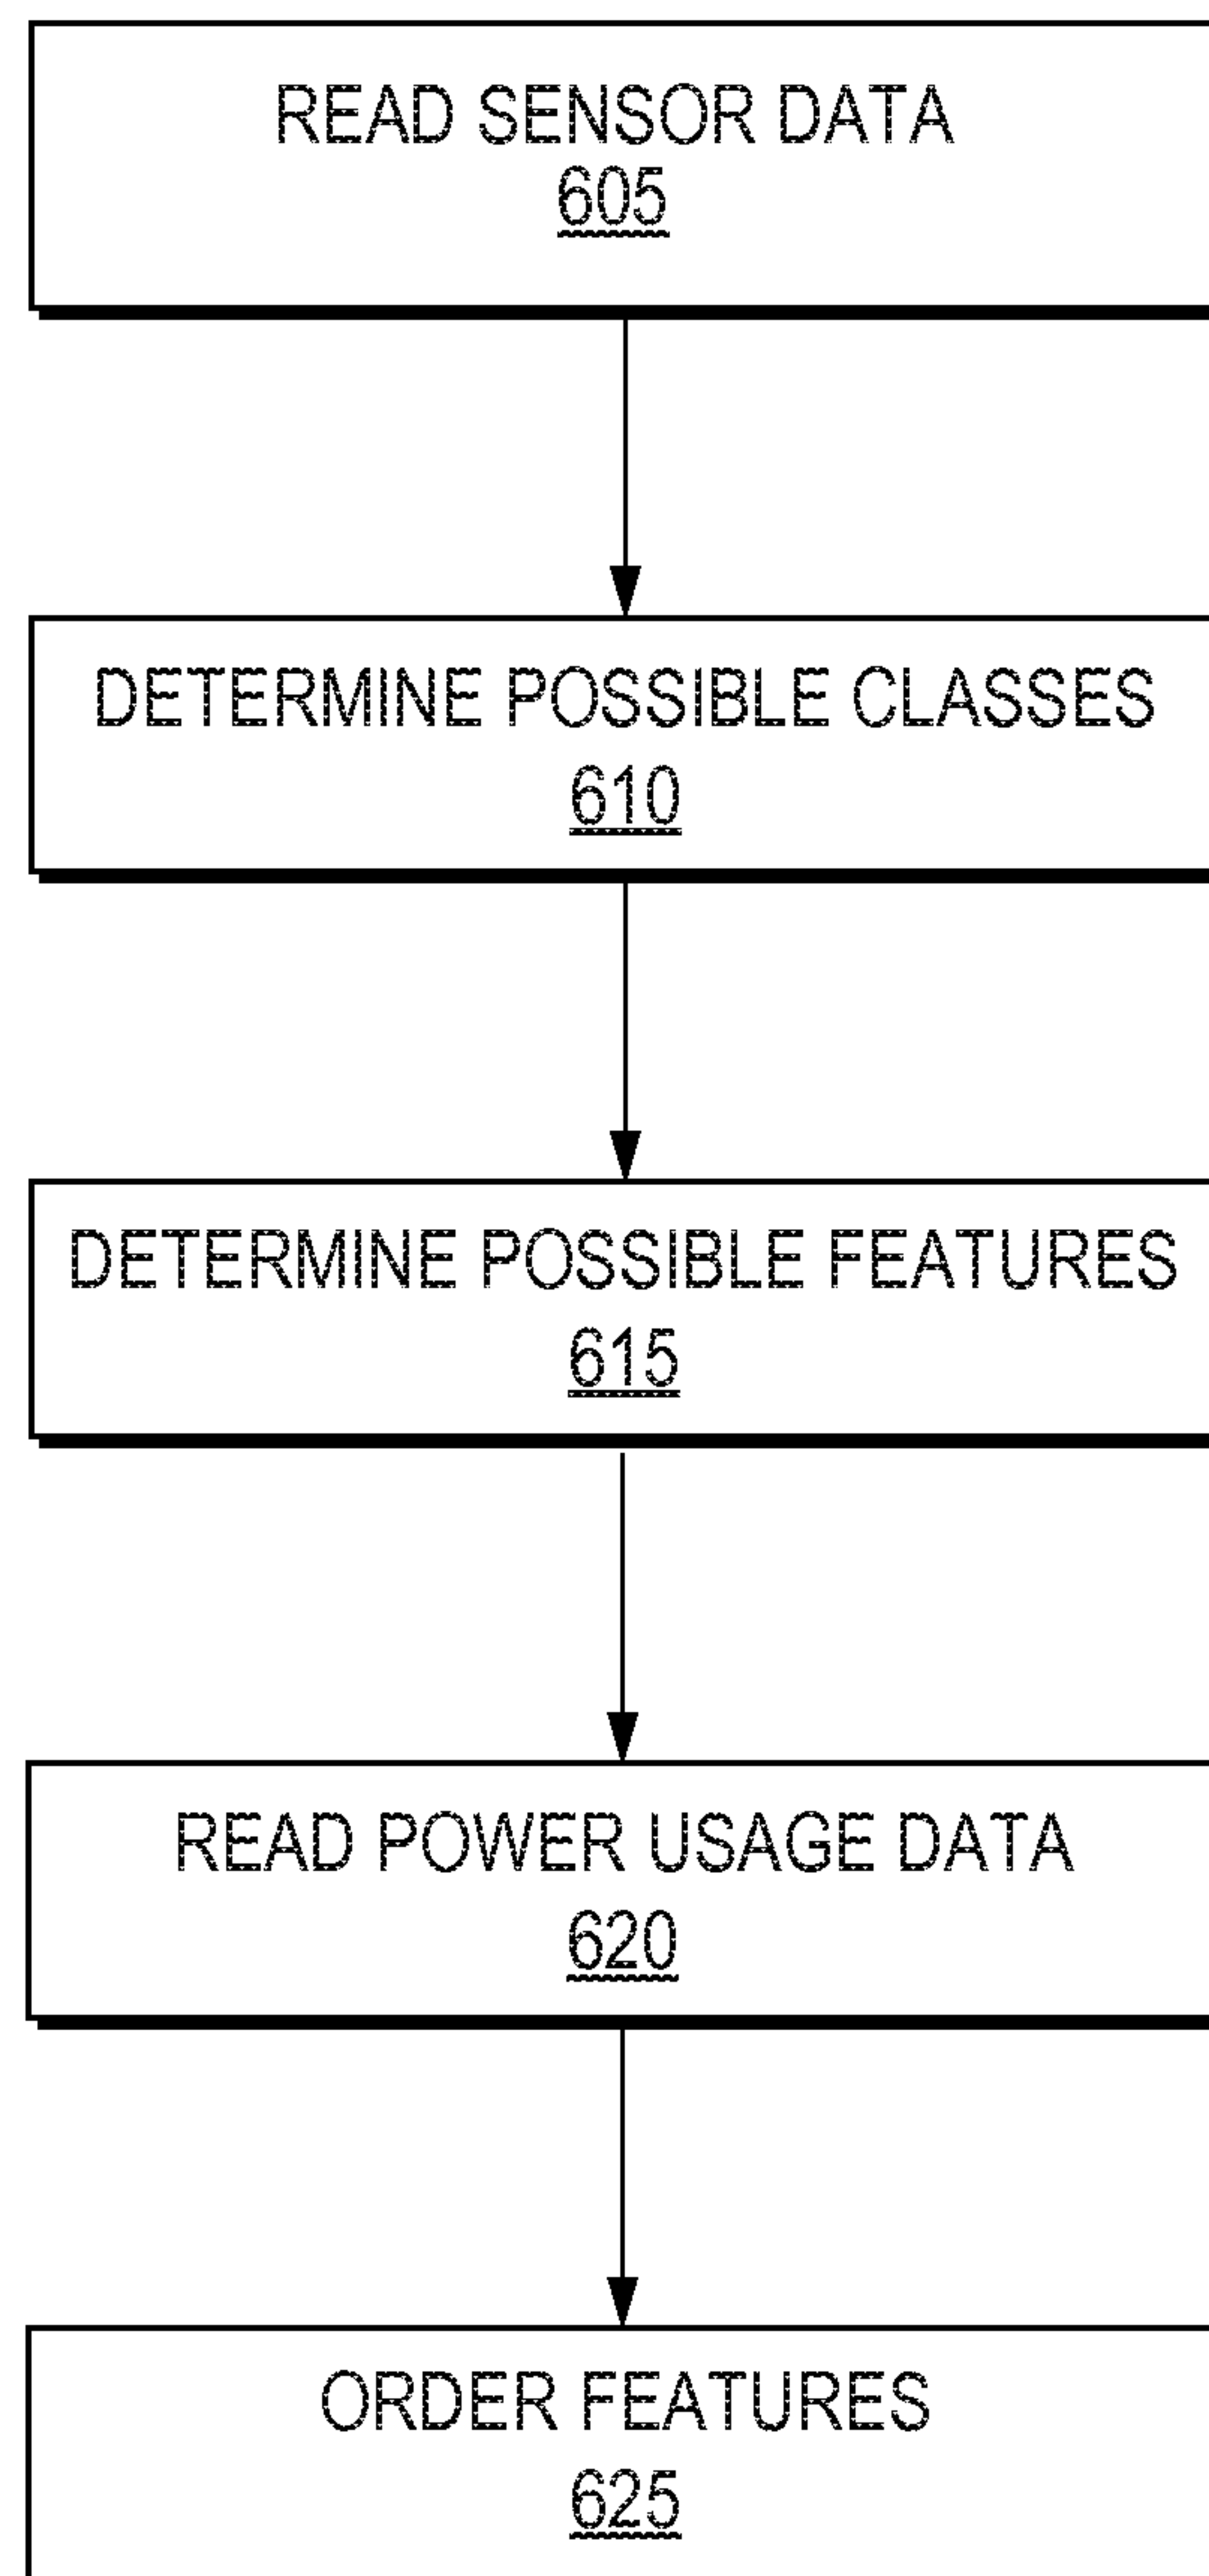 READ SENSOR DATA
605
DETERMINE POSSIBLE CLASSES
610
DETERMINE POSSIBLE FEATURES
615
READ POWER USAGE DATA
620
ORDER FEATURES
625